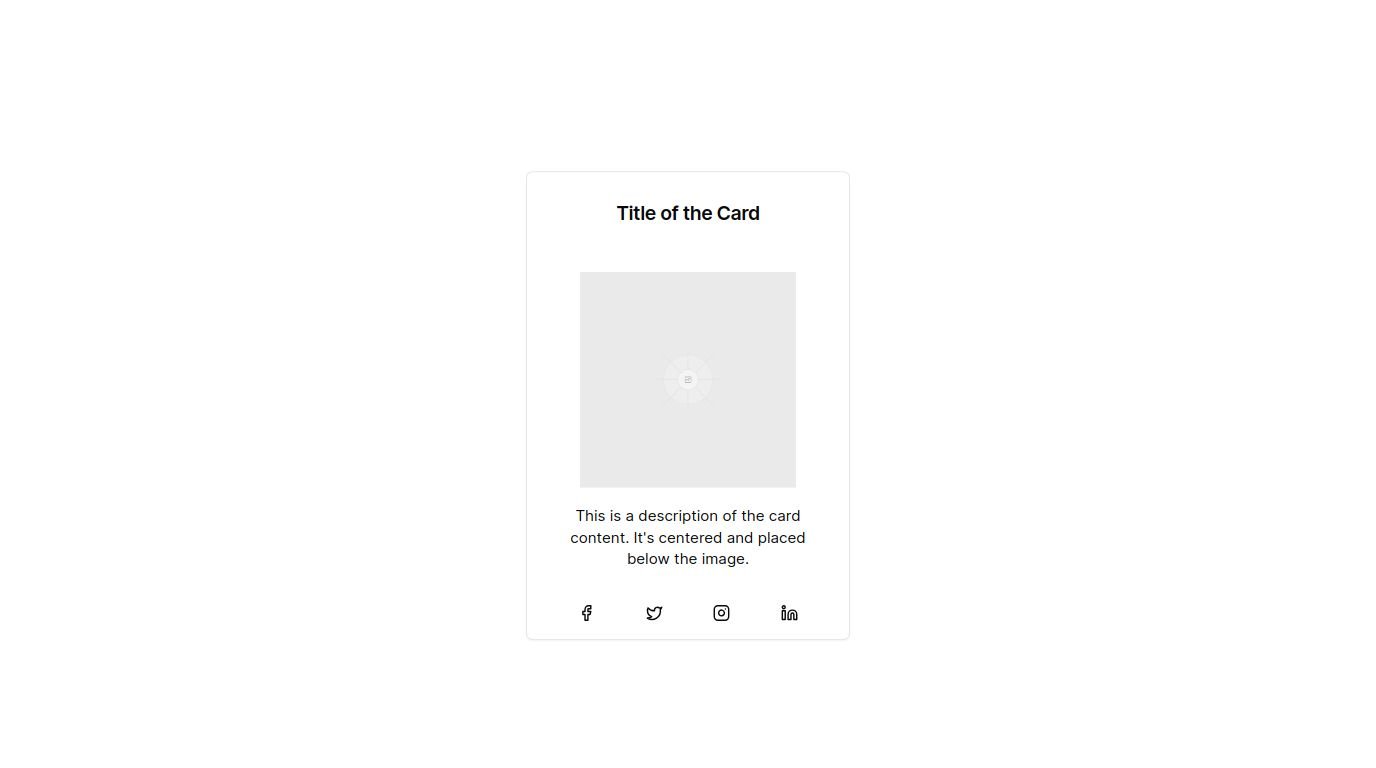 Title of the Card
This is a description of the card
content. It's centered and placed
below the image.